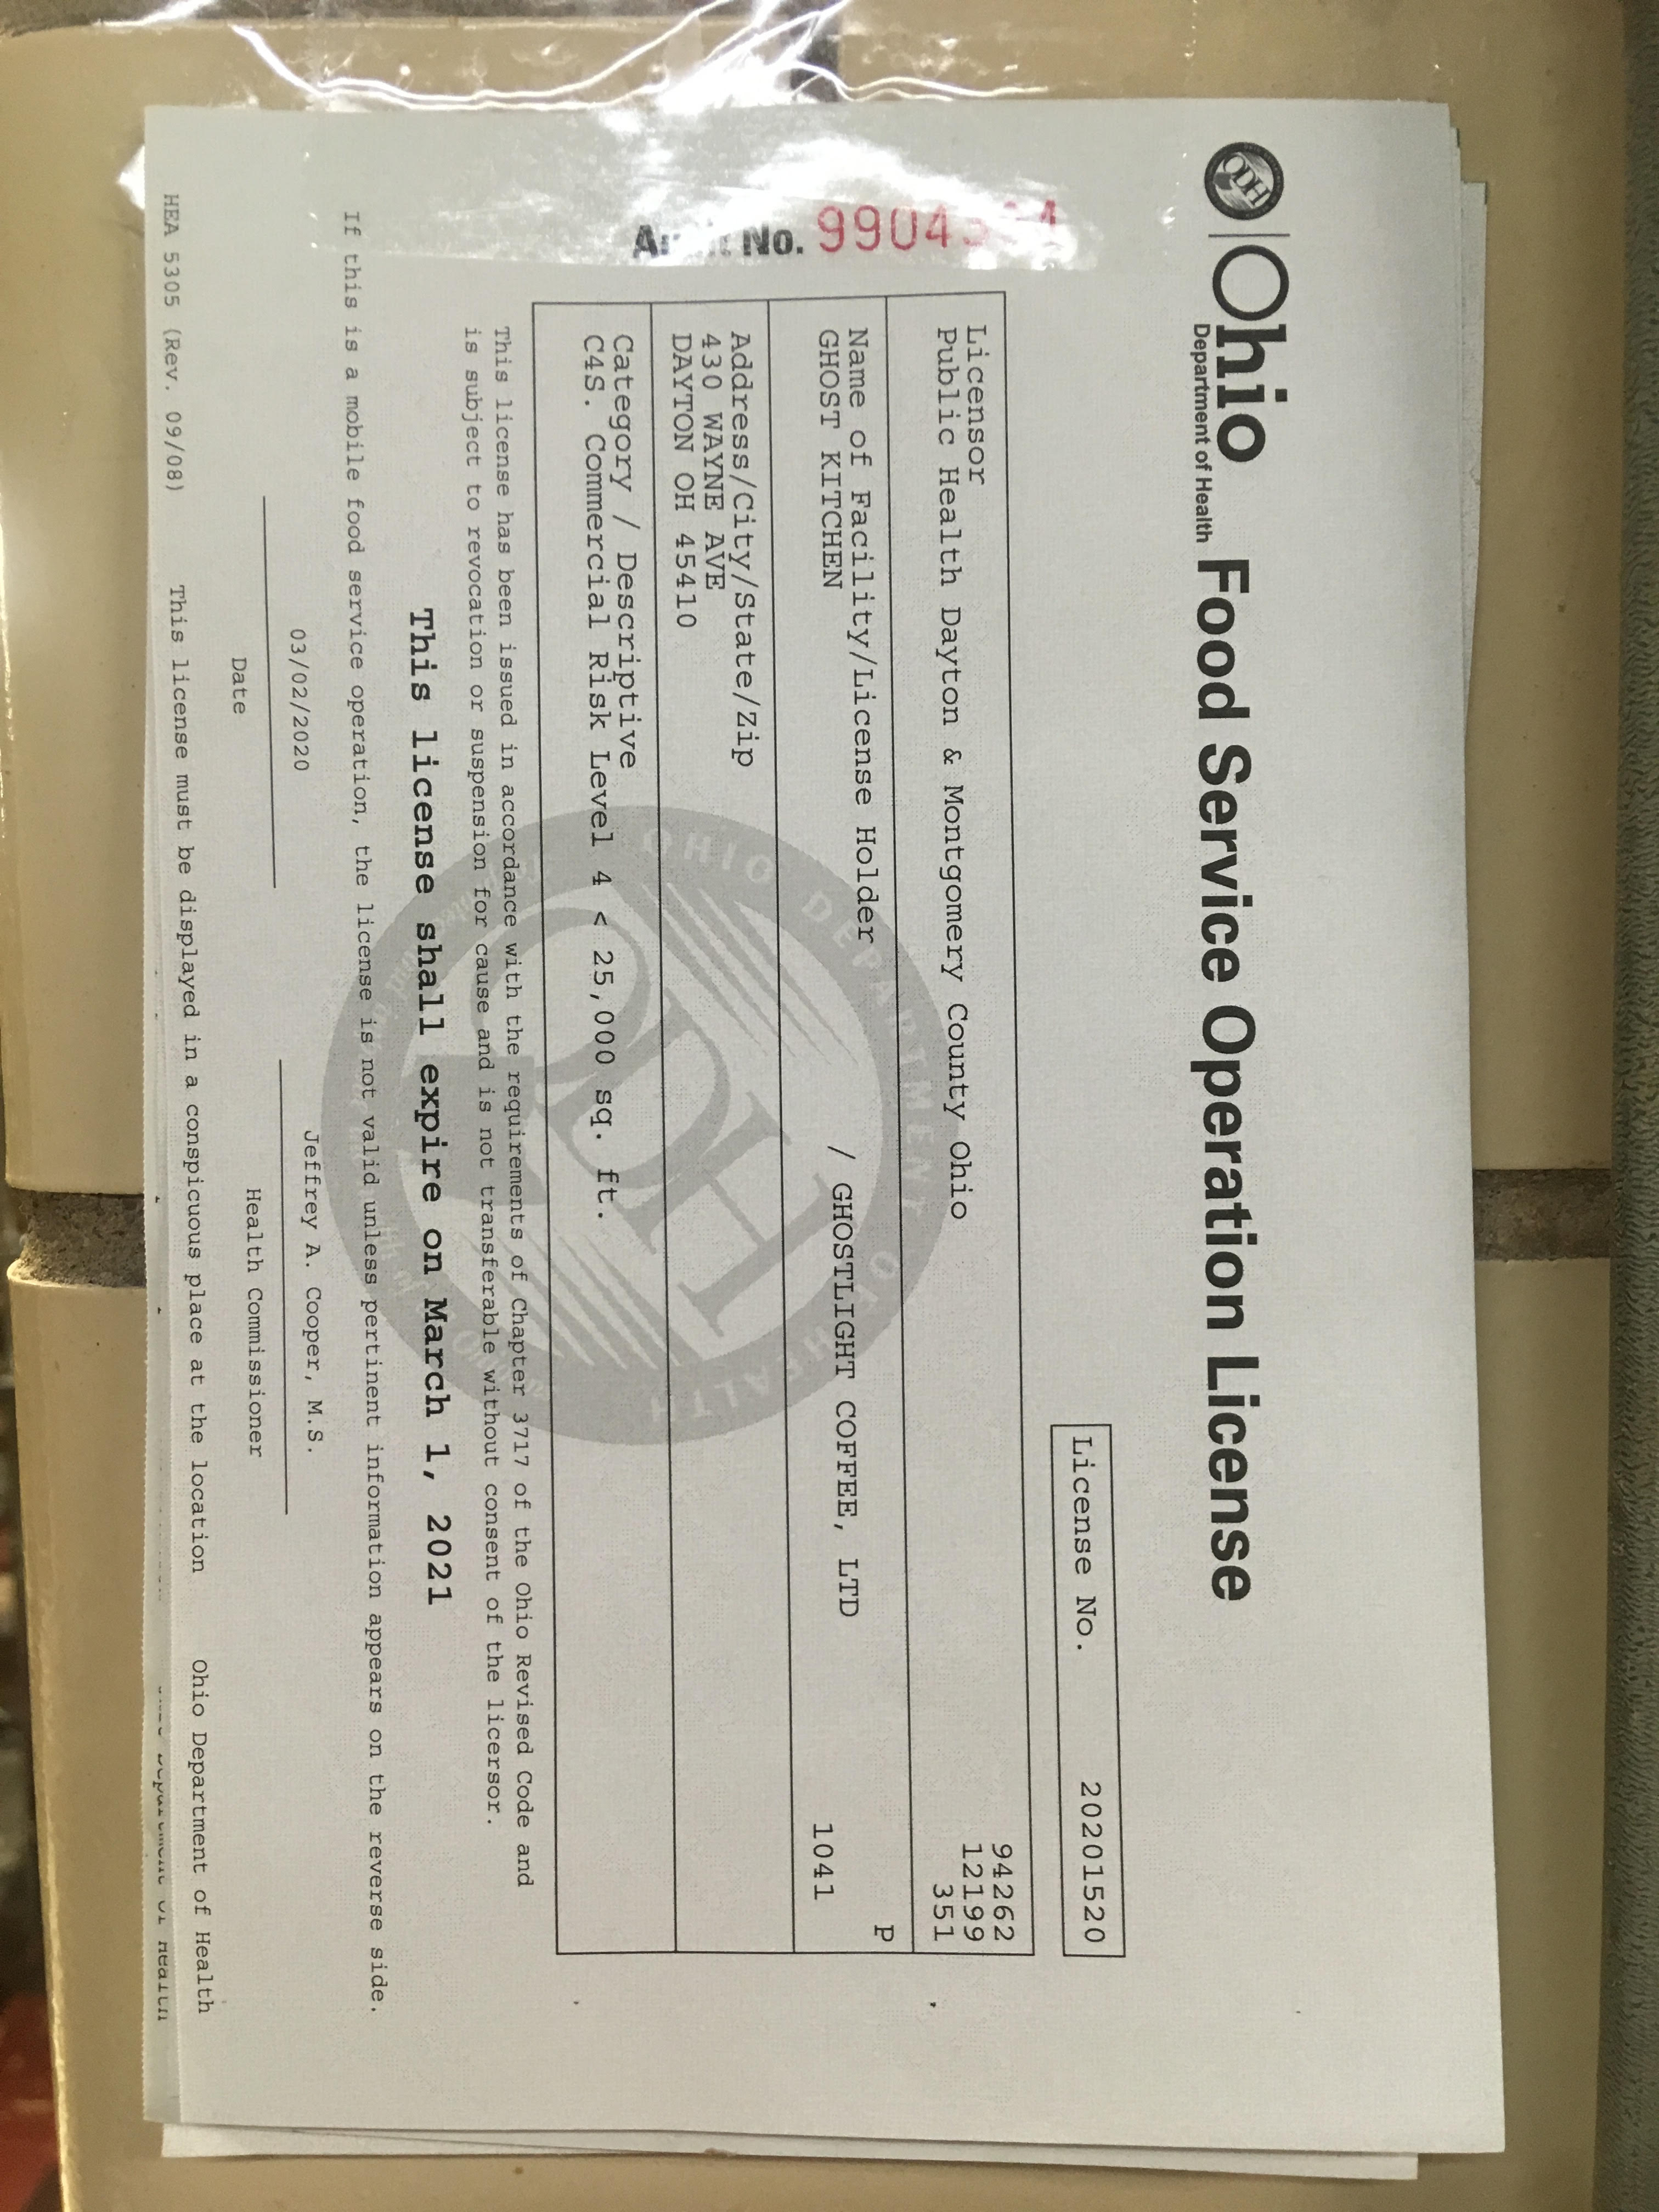 Ohio
Department of Health
Food Service Operation License
License No. 20201520
Licensor 94262
Public Health Dayton & Montgomery County Ohio 12199
351
Name of Facility/License Holder P
GHOST KITCHEN / GHOSTLIGHT COFFEE, LTD 1041
Address/City/State/Zip
430 WAYNE AVE
DAYTON OH 45410
Category / Descriptive
C4S. Commercial Risk Level 4 < 25,000 sq. ft.
No.
This license has been issued in accordance with the requirements of Chapter 3717 of the Ohio Revised Code and
is subject to revocation or suspension for cause and is not transferable without consent of the licersor.
This license shall expire on March 1, 2021
If this is a mobile food service operation, the license is not valid unless pertinent information appears on the reverse side.
03/02/2020 Jeffrey A. Cooper, M.S.
Date Health Commissioner
HEA 5305 (Rev. 09/08) This license must be displayed in a conspicuous place at the location Ohio Department of Health
ODH
OHIO DEPARTMENT OF HEALTH
ODH